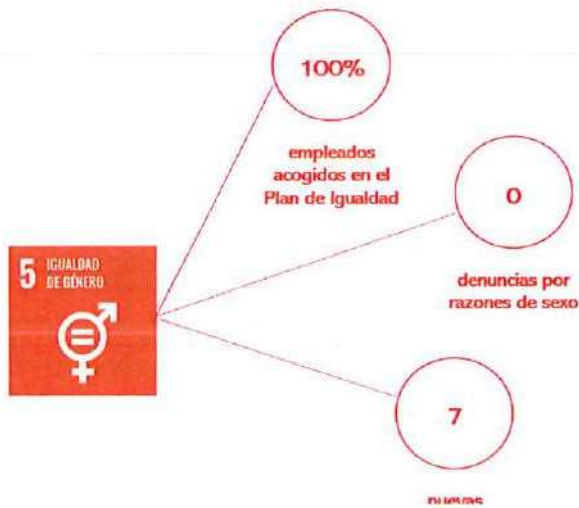 100%
empleados
acogidos en el
Plan de Igualdad
0
denuncias por
razones de sexo
5 IGUALDAD
DE GÉNERO
7
nuevas